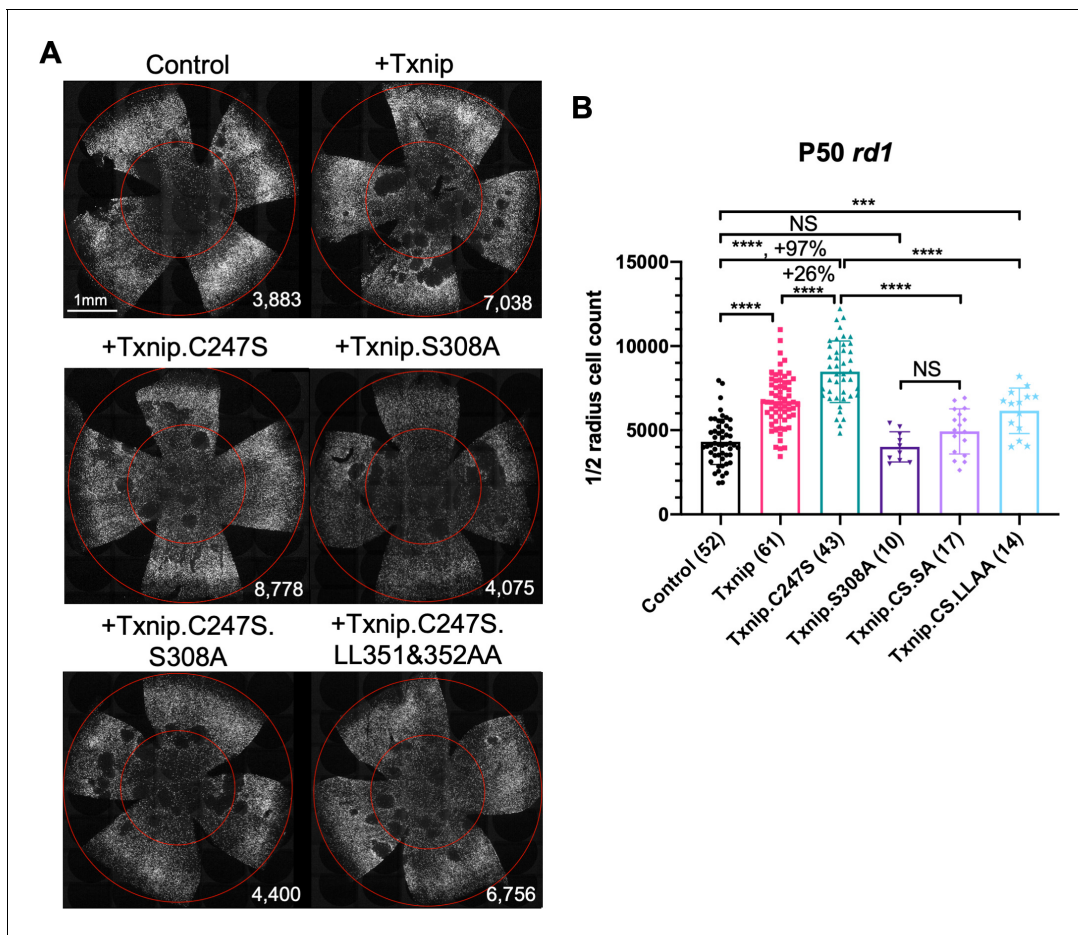 A
Control
+Txnip
1mm
3,883
7,038
+Txnip.C247S
+Txnip.S308A
8,778
4,075
+Txnip.C247S.
S308A
+Txnip.C247S.
LL351&352AA
4,400
6,756
B
P50 rd1
***
NS
****, +97%
****
+26%
****
****
****
NS
1/2 radius cell count
15000
10000
5000
0
Control (52)
Txnip (61)
Txnip.C247S (43)
Txnip.S308A (10)
Txnip.CS.SA (17)
Txnip.CS.LLAA (14)